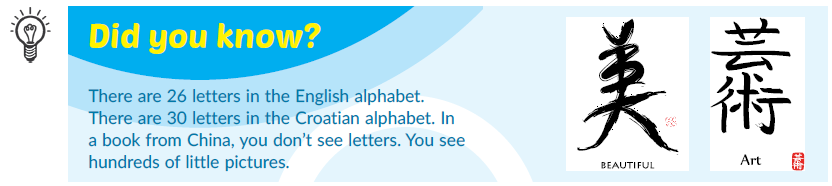 Did you know?
There are 26 letters in the English alphabet.
There are 30 letters in the Croatian alphabet. In
a book from China, you don't see letters. You see
hundreds of little pictures.
美
BEAUTIFUL
芸術
Art